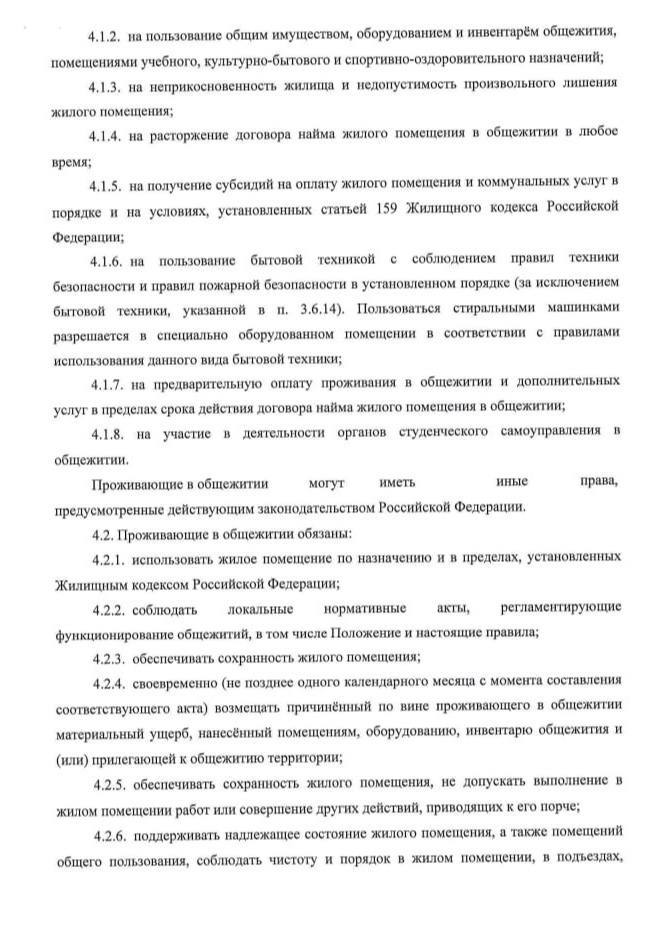 4.1.2. на пользование общим имуществом, оборудованием и инвентарём общежития,
помещениями учебного, культурно-бытового и спортивно-оздоровительного назначений;
4.1.3. на неприкосновенность жилища и недопустимость произвольного лишения
жилого помещения;
4.1.4. на расторжение договора найма жилого помещения в общежитии в любое
время;
4.1.5. на получение субсидий на оплату жилого помещения и коммунальных услуг в
порядке и на условиях, установленных статьей 159 Жилищного кодекса Российской
Федерации;
4.1.6. на пользование бытовой техникой с соблюдением правил техники
безопасности и правил пожарной безопасности в установленном порядке (за исключением
бытовой техники, указанной в п. 3.6.14). Пользоваться стиральными машинками
разрешается в специально оборудованном помещении в соответствии с правилами
использования данного вида бытовой техники;
4.1.7. на предварительную оплату проживания в общежитии и дополнительных
услуг в пределах срока действия договора найма жилого помещения в общежитии;
4.1.8. на участие в деятельности органов студенческого самоуправления в
общежитии.
Проживающие в общежитии могут иметь иные права,
предусмотренные действующим законодательством Российской Федерации.
4.2. Проживающие в общежитии обязаны:
4.2.1. использовать жилое помещение по назначению и в пределах, установленных
Жилищным кодексом Российской Федерации;
4.2.2. соблюдать локальные нормативные акты, регламентирующие
функционирование общежитий, в том числе Положение и настоящие правила;
4.2.3. обеспечивать сохранность жилого помещения;
4.2.4. своевременно (не позднее одного календарного месяца с момента составления
соответствующего акта) возмещать причинённый по вине проживающего в общежитии
материальный ущерб, нанесённый помещениям, оборудованию, инвентарю общежития и
(или) прилегающей к общежитию территории;
4.2.5. обеспечивать сохранность жилого помещения, не допускать выполнение в
жилом помещении работ или совершение других действий, приводящих к его порче;
4.2.6. поддерживать надлежащее состояние жилого помещения, а также помещений
общего пользования, соблюдать чистоту и порядок в жилом помещении, в подъездах,